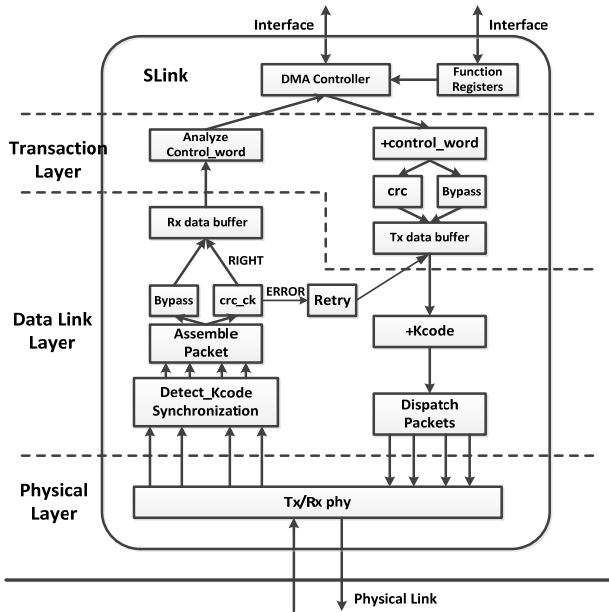 Interface
Interface
SLink
DMA Controller
Function
Registers
Transaction
Layer
Analyze
Control_word
+control_word
crc
Bypass
Rx data buffer
Tx data buffer
RIGHT
Data Link
Layer
Bypass
crc_ck
ERROR
Retry
Assemble
Packet
+Kcode
Detect_Kcode
Synchronization
Dispatch
Packets
Physical
Layer
Tx/Rx phy
Physical Link